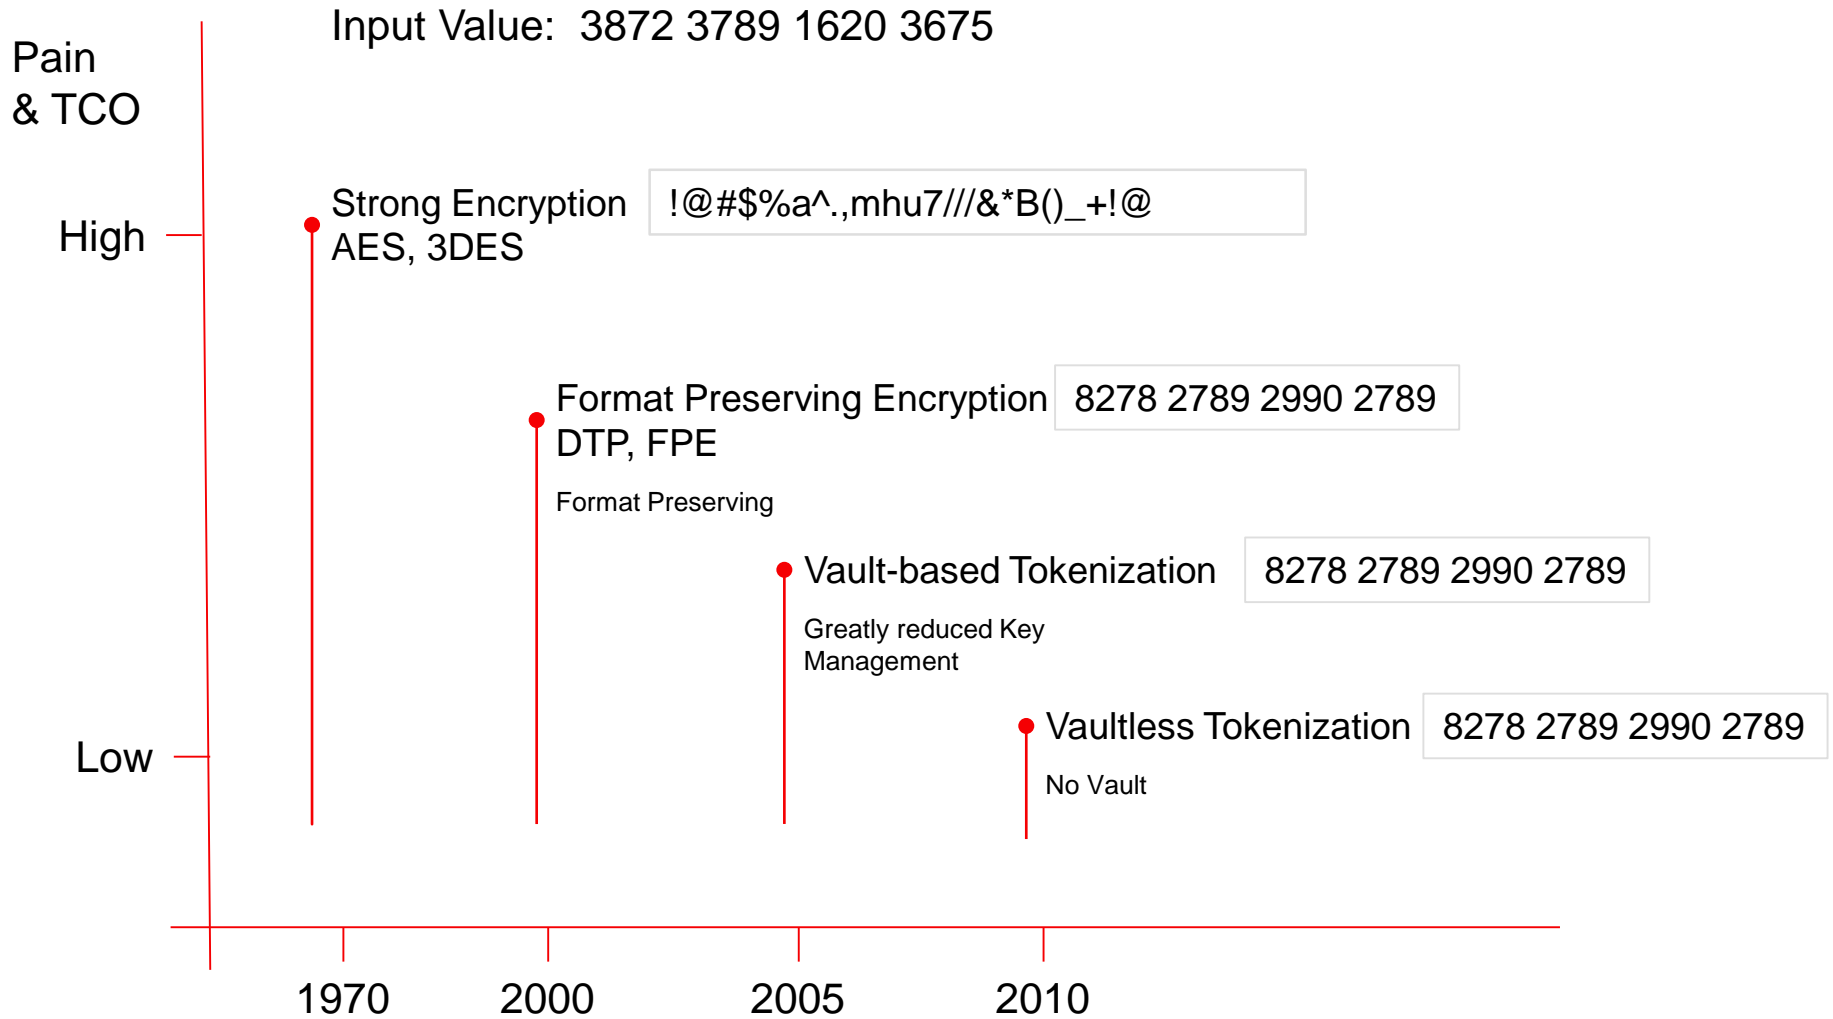 Input Value:  3872 3789 1620 3675
Pain
& TCO
High
Strong Encryption
AES, 3DES
!@#$%a^.,mhu7///&*B()_+!@
Format Preserving Encryption
DTP, FPE
8278 2789 2990 2789
Format Preserving
Vault-based Tokenization
8278 2789 2990 2789
Greatly reduced Key
Management
Vaultless Tokenization
8278 2789 2990 2789
No Vault
Low
1970
2000
2005
2010